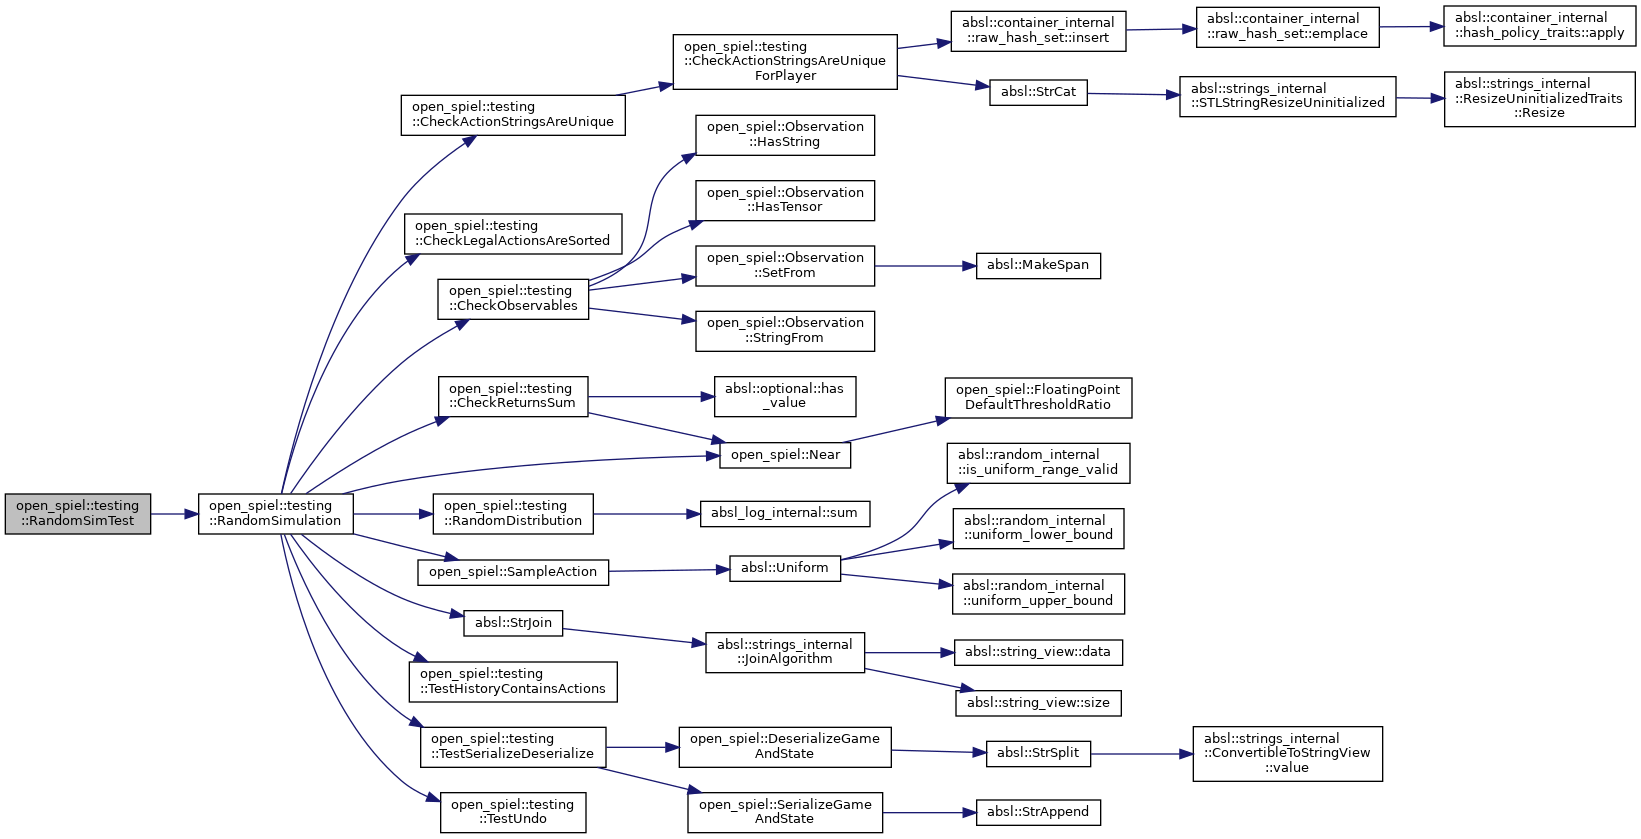 open_spiel::testing
::RandomSimTest
open_spiel::testing
::RandomSimulation
open_spiel::testing
::CheckActionStringsAreUnique
open_spiel::testing
::CheckActionStringsAreUnique
ForPlayer
absl::container_internal
::raw_hash_set::insert
absl::container_internal
::raw_hash_set::emplace
absl::container_internal
::hash_policy_traits::apply
absl::StrCat
absl::strings_internal
::STLStringResizeUninitialized
absl::strings_internal
::ResizeUninitializedTraits
::Resize
open_spiel::testing
::CheckLegalActionsAreSorted
open_spiel::testing
::CheckObservables
open_spiel::Observation
::HasString
open_spiel::Observation
::HasTensor
open_spiel::Observation
::SetFrom
absl::MakeSpan
open_spiel::Observation
::StringFrom
open_spiel::testing
::CheckReturnsSum
absl::optional::has
_value
open_spiel::Near
open_spiel::FloatingPoint
DefaultThresholdRatio
open_spiel::testing
::RandomDistribution
absl_log_internal::sum
open_spiel::SampleAction
absl::Uniform
absl::random_internal
::is_uniform_range_valid
absl::random_internal
::uniform_lower_bound
absl::random_internal
::uniform_upper_bound
absl::StrJoin
absl::strings_internal
::JoinAlgorithm
absl::string_view::data
absl::string_view::size
open_spiel::testing
::TestHistoryContainsActions
open_spiel::testing
::TestSerializeDeserialize
open_spiel::DeserializeGame
AndState
absl::StrSplit
absl::strings_internal
::ConvertibleToStringView
::value
open_spiel::SerializeGame
AndState
absl::StrAppend
open_spiel::testing
::TestUndo